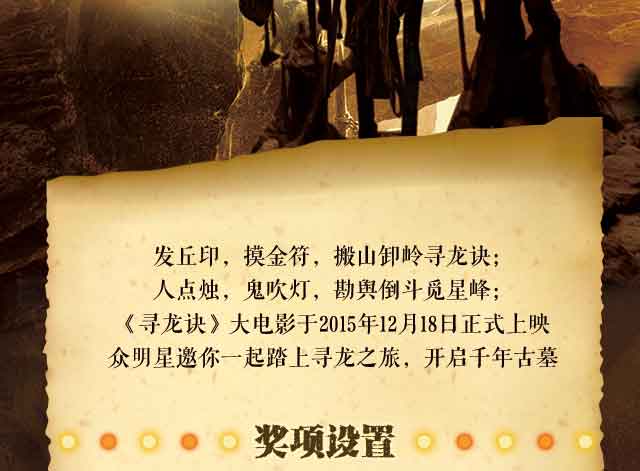 发丘印，摸金符，搬山卸岭寻龙诀；
人点烛，鬼吹灯，勘舆倒斗觅星峰；
《寻龙诀》大电影于2015年12月18日正式上映
众明星邀你一起踏上寻龙之旅，开启千年古墓
奖项设置